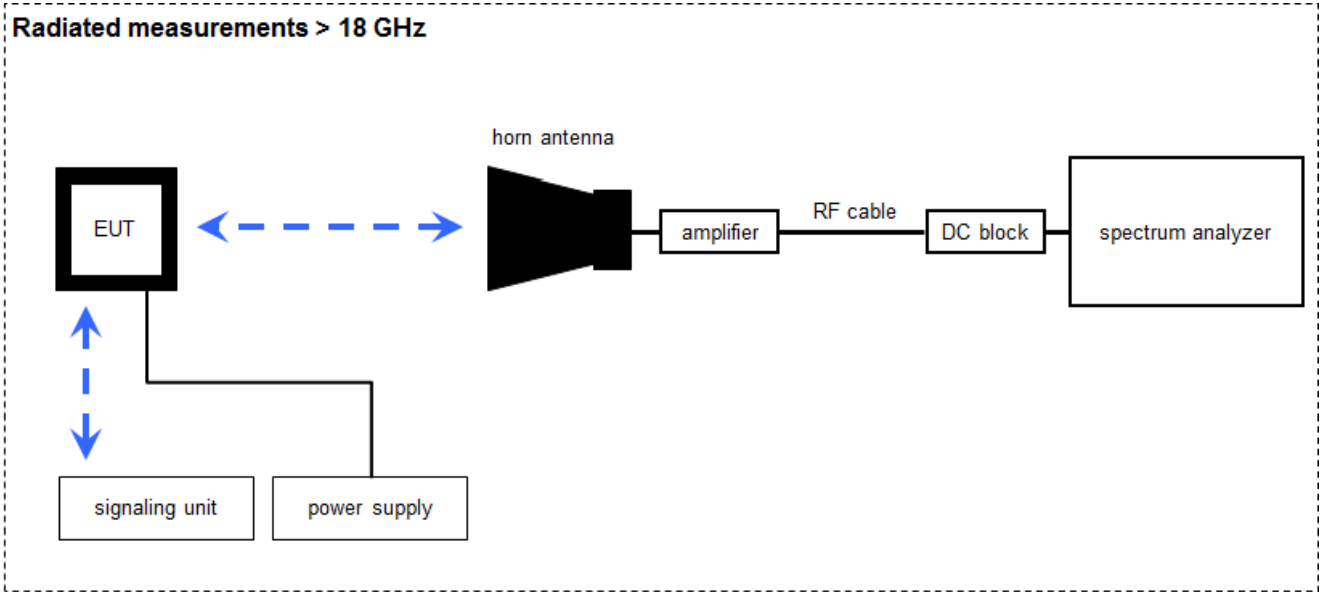 Radiated measurements > 18 GHz
horn antenna
EUT
amplifier
RF cable
DC block
spectrum analyzer
signaling unit
power supply